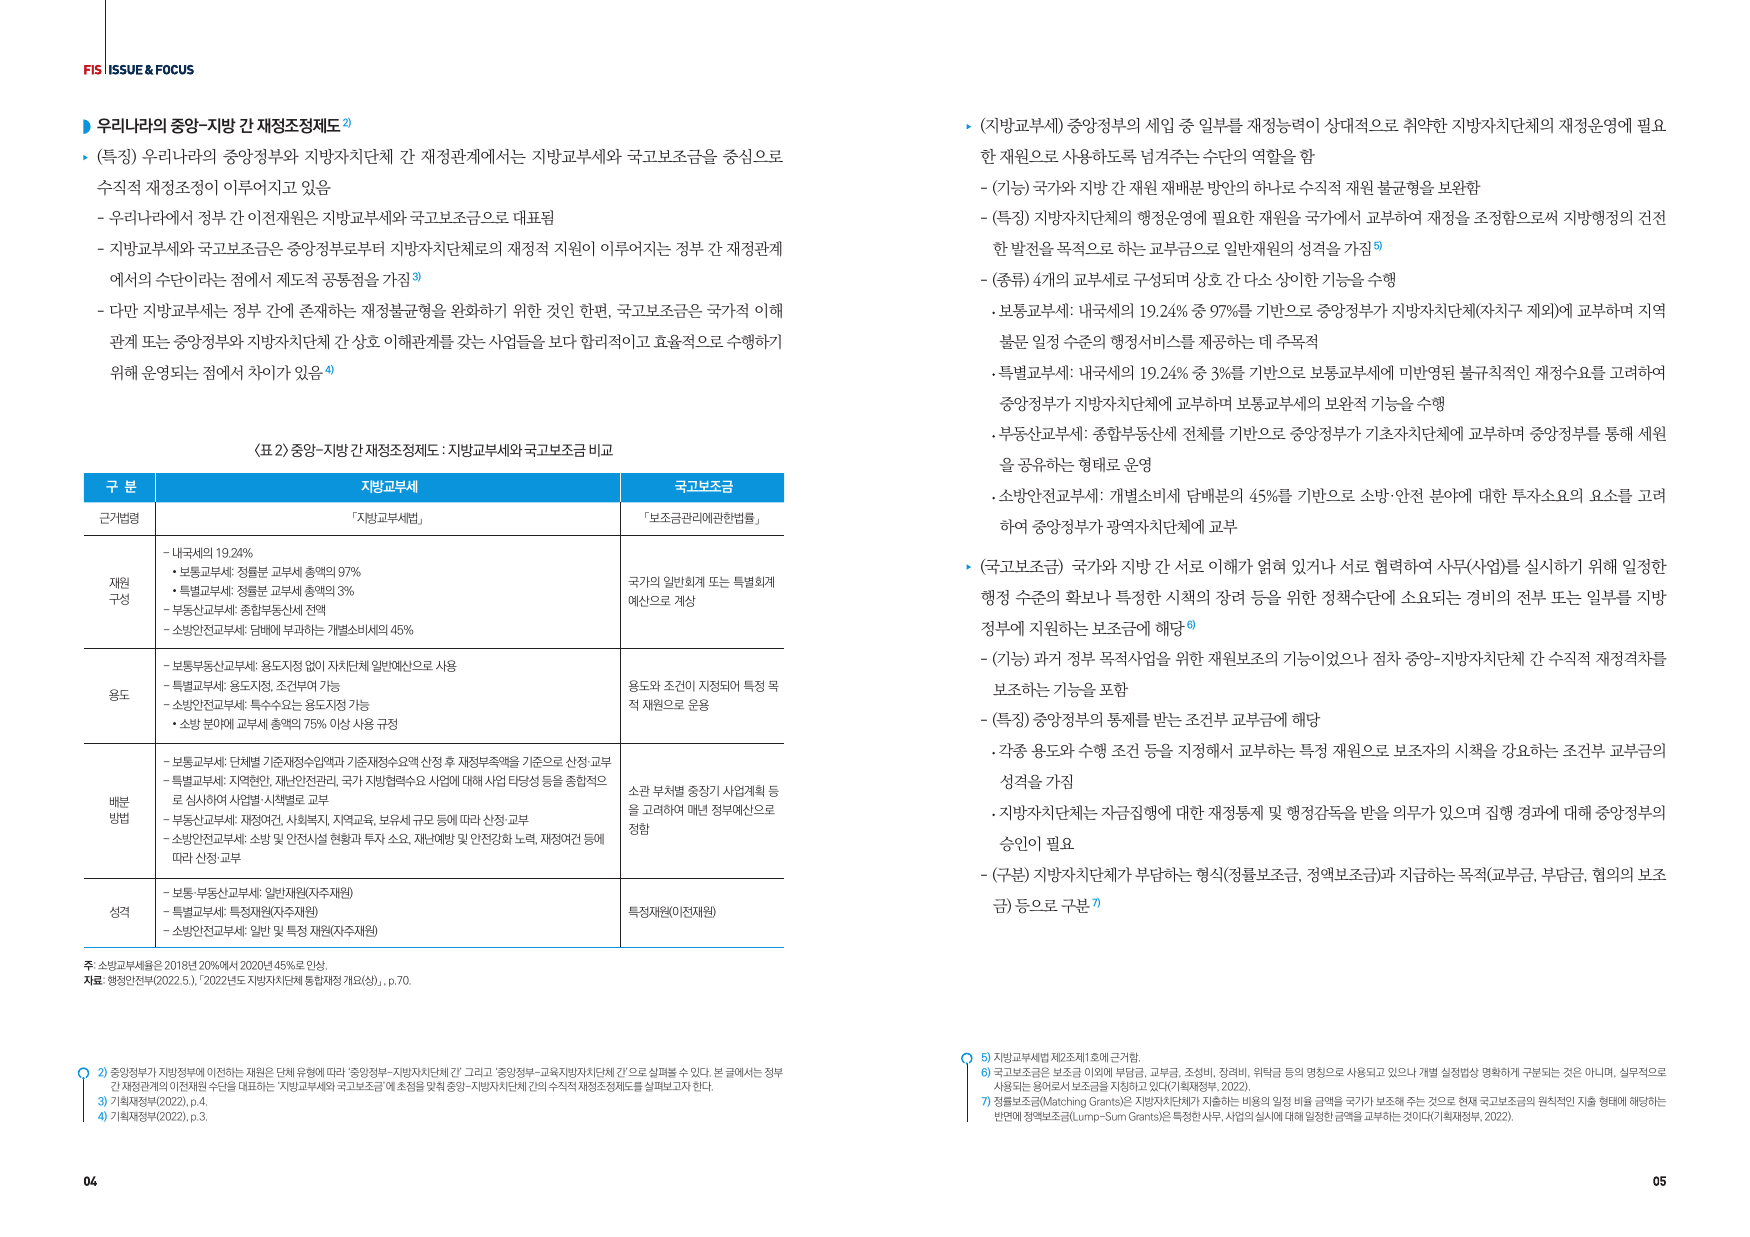 FIS ISSUE & FOCUS
우리나라의 중앙-지방 간 재정조정제도 2)
(특징) 우리나라의 중앙정부와 지방자치단체 간 재정관계에서는 지방교부세와 국고보조금을 중심으로
수직적 재정조정이 이루어지고 있음
- 우리나라에서 정부 간 이전재원은 지방교부세와 국고보조금으로 대표됨
- 지방교부세와 국고보조금은 중앙정부로부터 지방자치단체로의 재정적 지원이 이루어지는 정부 간 재정관계
에서의 수단이라는 점에서 제도적 공통점을 가짐 3)
- 다만 지방교부세는 정부 간에 존재하는 재정불균형을 완화하기 위한 것인 한편, 국고보조금은 국가적 이해
관계 또는 중앙정부와 지방자치단체 간 상호 이해관계를 갖는 사업들을 보다 합리적이고 효율적으로 수행하기
위해 운영되는 점에서 차이가 있음 4)
〈표 2〉 중앙-지방 간 재정조정제도 : 지방교부세와 국고보조금 비교
구 분 지방교부세 국고보조금
근거법령 「지방교부세법」 「보조금관리에관한법률」
재원
구성
- 내국세의 19.24%
• 보통교부세: 정률분 교부세 총액의 97%
• 특별교부세: 정률분 교부세 총액의 3%
- 부동산교부세: 종합부동산세 전액
- 소방안전교부세: 담배에 부과하는 개별소비세의 45%
국가의 일반회계 또는 특별회계
예산으로 계상
용도
- 보통부동산교부세: 용도지정 없이 자치단체 일반예산으로 사용
- 특별교부세: 용도지정, 조건부여 가능
- 소방안전교부세: 특수수요는 용도지정 가능
• 소방 분야에 교부세 총액의 75% 이상 사용 규정
용도와 조건이 지정되어 특정 목
적 재원으로 운용
배분
방법
- 보통교부세: 단체별 기준재정수입액과 기준재정수요액 산정 후 재정부족액을 기준으로 산정·교부
- 특별교부세: 지역현안, 재난안전관리, 국가 지방협력수요 사업에 대해 사업 타당성 등을 종합적으
로 심사하여 사업별·시책별로 교부
- 부동산교부세: 재정여건, 사회복지, 지역교육, 보유세 규모 등에 따라 산정·교부
- 소방안전교부세: 소방 및 안전시설 현황과 투자 소요, 재난예방 및 안전강화 노력, 재정여건 등에
따라 산정·교부
소관 부처별 중장기 사업계획 등
을 고려하여 매년 정부예산으로
정함
성격
- 보통·부동산교부세: 일반재원(자주재원)
- 특별교부세: 특정재원(자주재원)
- 소방안전교부세: 일반 및 특정 재원(자주재원)
특정재원(이전재원)
주: 소방교부세율은 2018년 20%에서 2020년 45%로 인상.
자료: 행정안전부(2022.5.), 「2022년도 지방자치단체 통합재정 개요(상)」, p.70.
2) 중앙정부가 지방정부에 이전하는 재원은 단체 유형에 따라 '중앙정부-지방자치단체 간' 그리고 '중앙정부-교육지방자치단체 간'으로 살펴볼 수 있다. 본 글에서는 정부
간 재정관계의 이전재원 수단을 대표하는 '지방교부세와 국고보조금'에 초점을 맞춰 중앙-지방자치단체 간의 수직적 재정조정제도를 살펴보고자 한다.
3) 기획재정부(2022), p.4.
4) 기획재정부(2022), p.3.
04
(지방교부세) 중앙정부의 세입 중 일부를 재정능력이 상대적으로 취약한 지방자치단체의 재정운영에 필요
한 재원으로 사용하도록 넘겨주는 수단의 역할을 함
- (기능) 국가와 지방 간 재원 재배분 방안의 하나로 수직적 재원 불균형을 보완함
- (특징) 지방자치단체의 행정운영에 필요한 재원을 국가에서 교부하여 재정을 조정함으로써 지방행정의 건전
한 발전을 목적으로 하는 교부금으로 일반재원의 성격을 가짐 5)
- (종류) 4개의 교부세로 구성되며 상호 간 다소 상이한 기능을 수행
· 보통교부세: 내국세의 19.24% 중 97%를 기반으로 중앙정부가 지방자치단체(자치구 제외)에 교부하며 지역
불문 일정 수준의 행정서비스를 제공하는 데 주목적
· 특별교부세: 내국세의 19.24% 중 3%를 기반으로 보통교부세에 미반영된 불규칙적인 재정수요를 고려하여
중앙정부가 지방자치단체에 교부하며 보통교부세의 보완적 기능을 수행
· 부동산교부세: 종합부동산세 전체를 기반으로 중앙정부가 기초자치단체에 교부하며 중앙정부를 통해 세원
을 공유하는 형태로 운영
· 소방안전교부세: 개별소비세 담배분의 45%를 기반으로 소방·안전 분야에 대한 투자소요의 요소를 고려
하여 중앙정부가 광역자치단체에 교부
(국고보조금) 국가와 지방 간 서로 이해가 얽혀 있거나 서로 협력하여 사무(사업)를 실시하기 위해 일정한
행정 수준의 확보나 특정한 시책의 장려 등을 위한 정책수단에 소요되는 경비의 전부 또는 일부를 지방
정부에 지원하는 보조금에 해당 6)
- (기능) 과거 정부 목적사업을 위한 재원보조의 기능이었으나 점차 중앙-지방자치단체 간 수직적 재정격차를
보조하는 기능을 포함
- (특징) 중앙정부의 통제를 받는 조건부 교부금에 해당
· 각종 용도와 수행 조건 등을 지정해서 교부하는 특정 재원으로 보조자의 시책을 강요하는 조건부 교부금의
성격을 가짐
· 지방자치단체는 자금집행에 대한 재정통제 및 행정감독을 받을 의무가 있으며 집행 경과에 대해 중앙정부의
승인이 필요
- (구분) 지방자치단체가 부담하는 형식(정률보조금, 정액보조금)과 지급하는 목적(교부금, 부담금, 협의의 보조
금) 등으로 구분 7)
5) 지방교부세법 제2조제1호에 근거함.
6) 국고보조금은 보조금 이외에 부담금, 교부금, 조성비, 장려비, 위탁금 등의 명칭으로 사용되고 있으나 개별 실정법상 명확하게 구분되는 것은 아니며, 실무적으로
사용되는 용어로서 보조금을 지칭하고 있다(기획재정부, 2022).
7) 정률보조금(Matching Grants)은 지방자치단체가 지출하는 비용의 일정 비율 금액을 국가가 보조해 주는 것으로 현재 국고보조금의 원칙적인 지출 형태에 해당하는
반면에 정액보조금(Lump-Sum Grants)은 특정한 사무, 사업의 실시에 대해 일정한 금액을 교부하는 것이다(기획재정부, 2022).
05